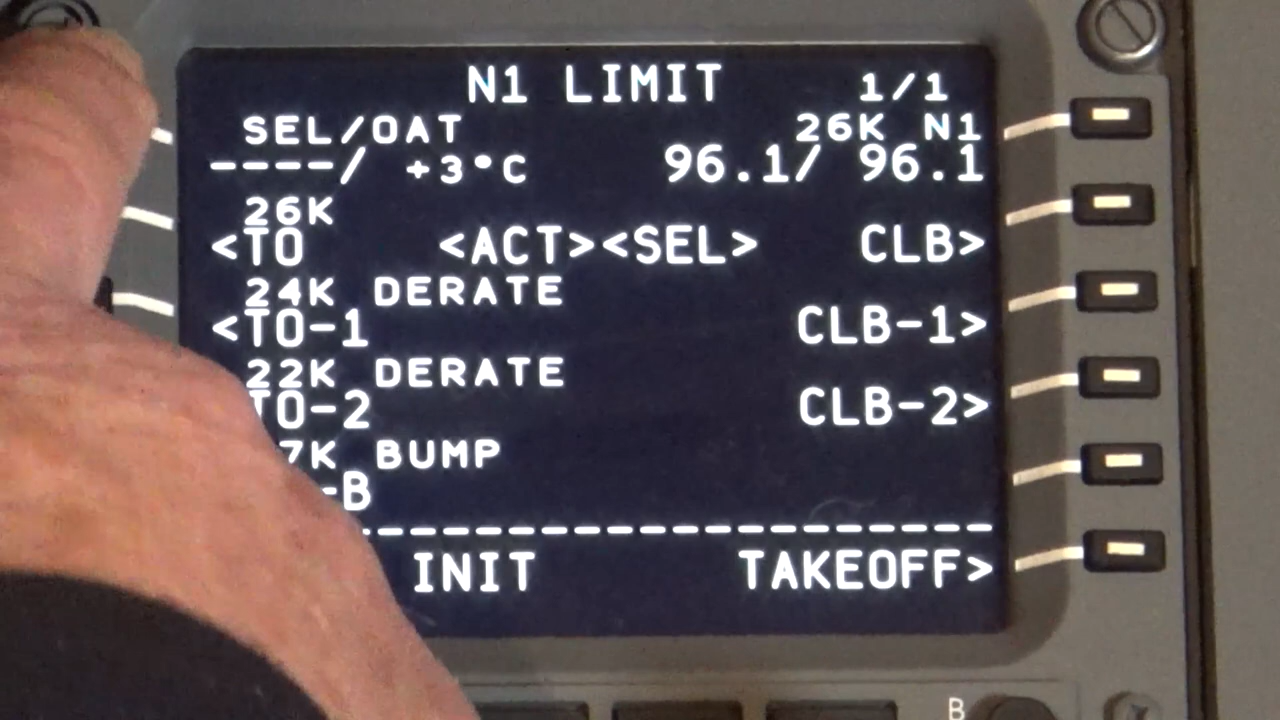 N1 LIMIT 1/1
SEL/OAT 26K N1
----/ +3°C 96.1/ 96.1
26K
<TO <ACT><SEL> CLB>
24K DERATE
<TO-1 CLB-1>
22K DERATE
TO-2 CLB-2>
7K BUMP
-B
------------------
INIT TAKEOFF>
B